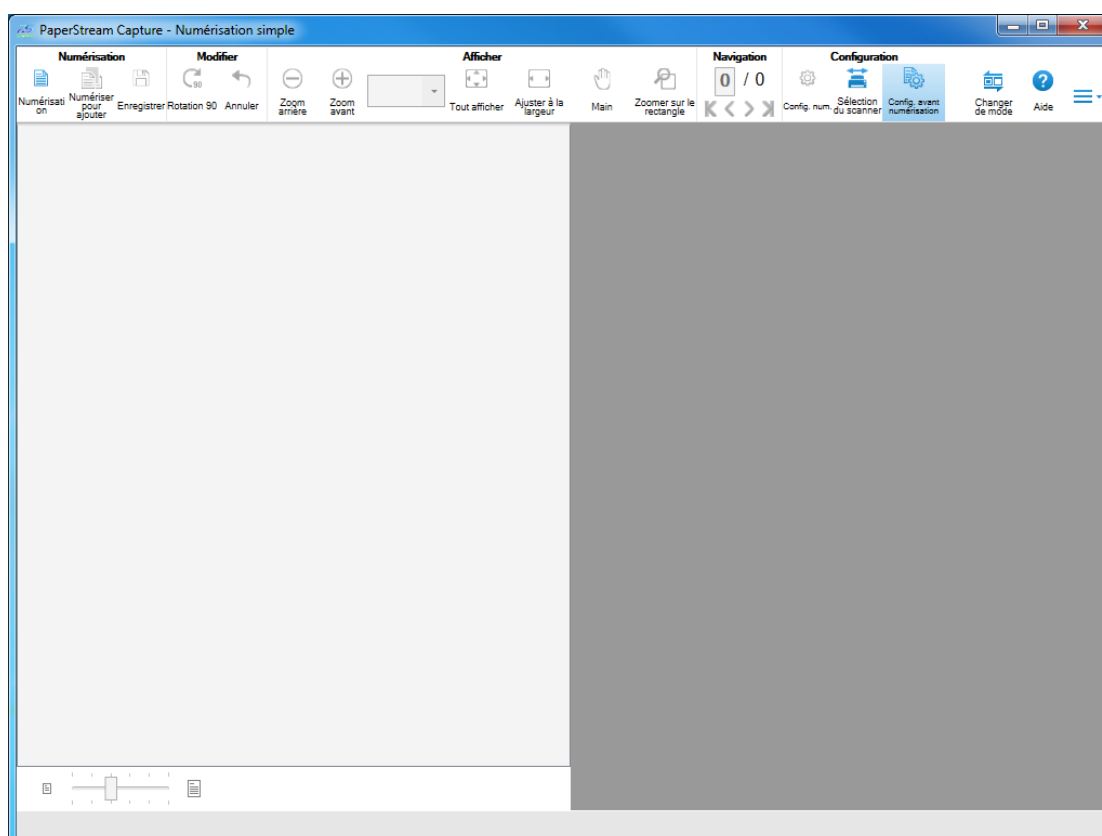 PaperStream Capture - Numérisation simple
Numérisation
Modifier
Afficher
Navigation
Configuration
Numérisati
on
Numériser
pour
ajouter
Enregistrer
90
Rotation 90
Annuler
Zoom
arrière
Zoom
avant
Tout afficher
Ajuster à la
largeur
Main
Zoomer sur le
rectangle
0 / 0
Config. num.
Sélection
du scanner
Config. avant
numérisation
Changer
de mode
?
Aide